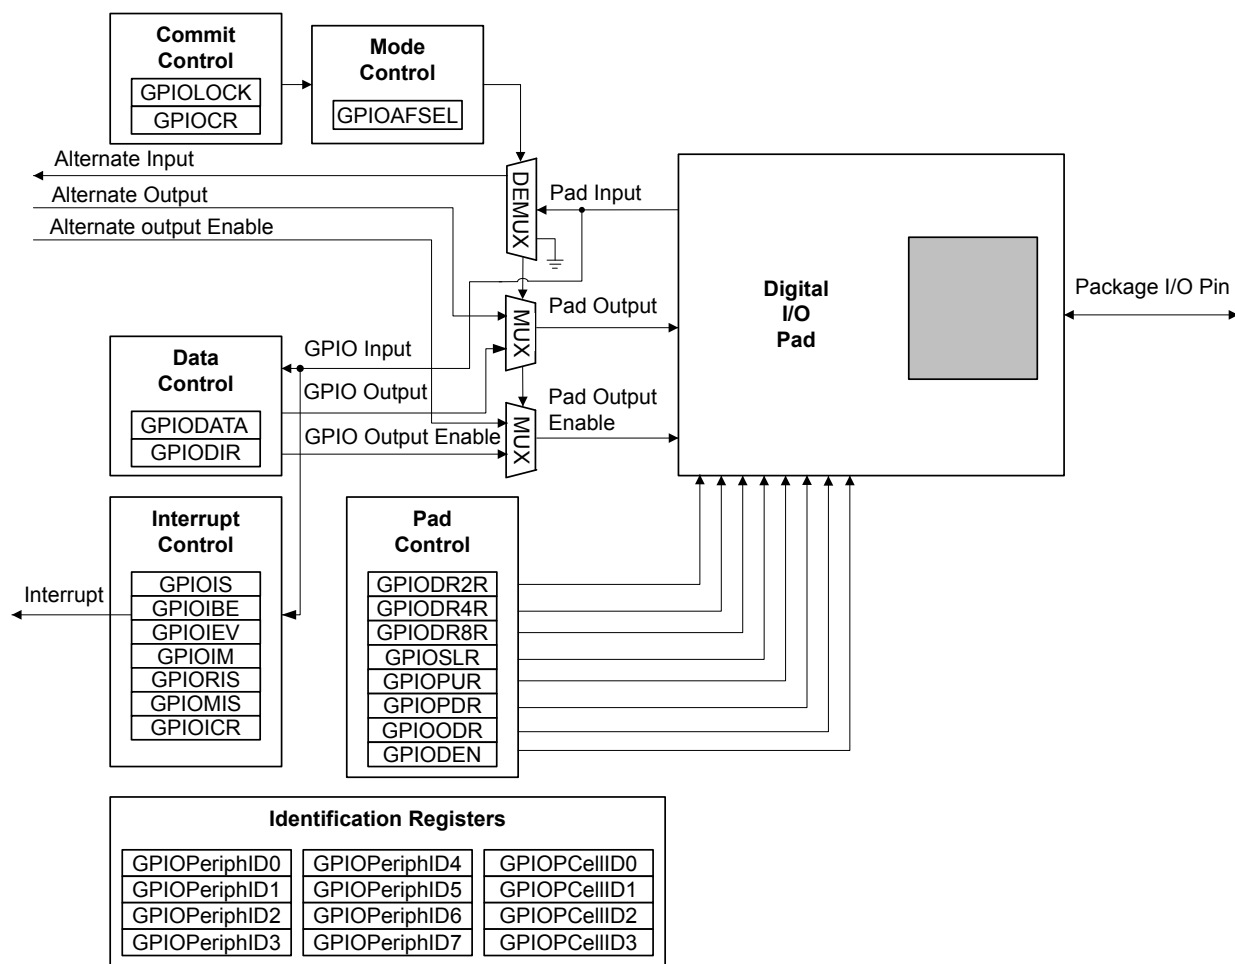 Commit
Control
GPIOLOCK
GPIOCR
Mode
Control
GPIOAFSEL
Alternate Input
Alternate Output
Alternate output Enable
DEMUX
Pad Input
MUX
Pad Output
MUX
Pad Output
Enable
Digital
I/O
Pad
Package I/O Pin
Data
Control
GPIODATA
GPIODIR
GPIO Input
GPIO Output
GPIO Output Enable
Interrupt
Control
GPIOIS
GPIOIBE
GPIOIEV
GPIOIM
GPIORIS
GPIOMIS
GPIOICR
Interrupt
Pad
Control
GPIODR2R
GPIODR4R
GPIODR8R
GPIOSLR
GPIOPUR
GPIOPDR
GPIOODR
GPIODEN
Identification Registers
GPIOPeriphID0
GPIOPeriphID1
GPIOPeriphID2
GPIOPeriphID3
GPIOPeriphID4
GPIOPeriphID5
GPIOPeriphID6
GPIOPeriphID7
GPIOPCellID0
GPIOPCellID1
GPIOPCellID2
GPIOPCellID3